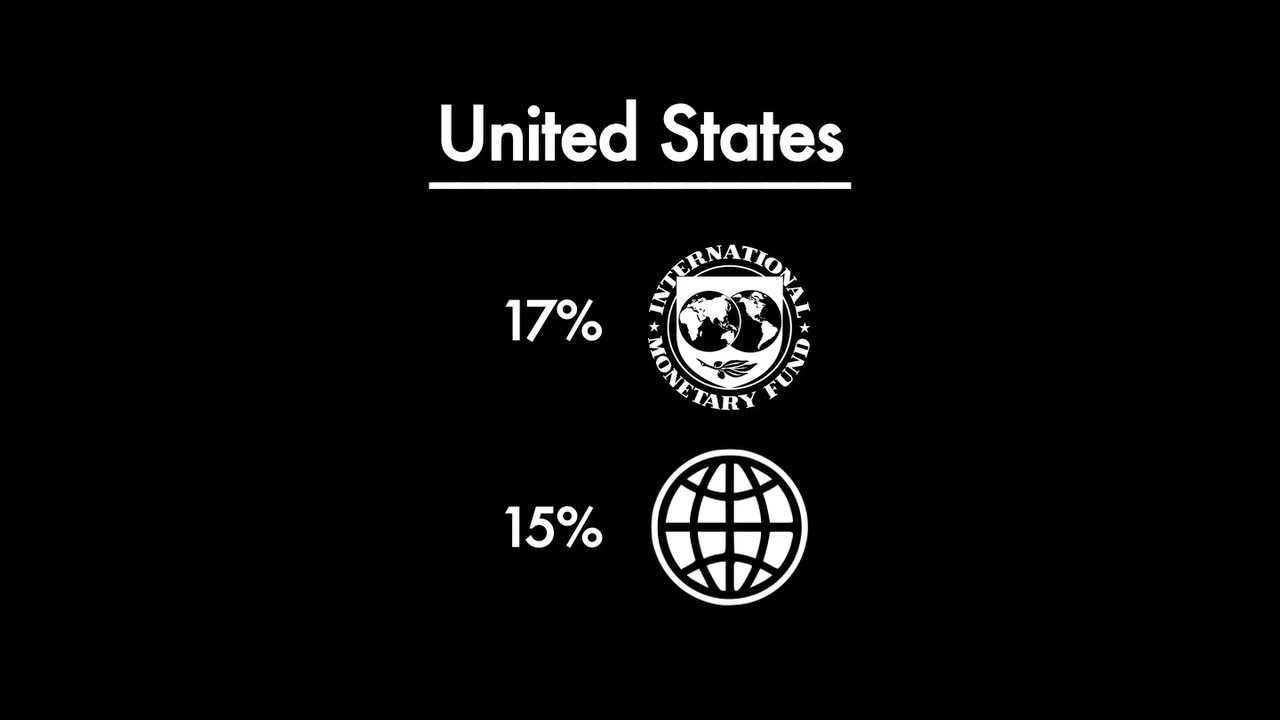 United States
17%
INTERNATIONAL
MONETARY FUND
15%